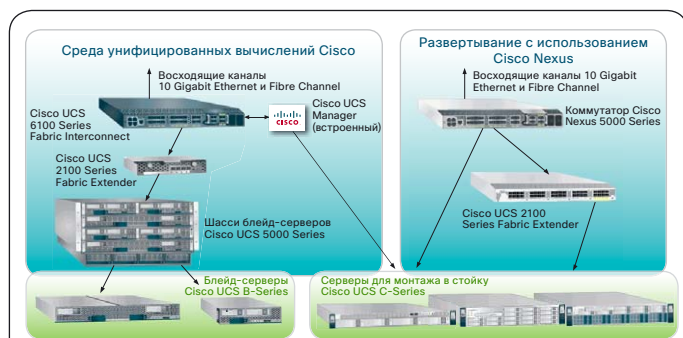 Среда унифицированных вычислений Cisco
Восходящие каналы
10 Gigabit Ethernet и Fibre Channel
Cisco UCS
6100 Series
Fabric Interconnect
Cisco UCS
Manager
(встроенный)
CISCO
Cisco UCS
2100 Series
Fabric Extender
Шасси блейд-серверов
Cisco UCS 5000 Series
Блейд-серверы
Cisco UCS B-Series
Развертывание с использованием
Cisco Nexus
Восходящие каналы 10 Gigabit
Ethernet и Fibre Channel
Коммутатор Cisco
Nexus 5000 Series
Cisco UCS 2100
Series Fabric Extender
Серверы для монтажа в стойку
Cisco UCS C-Series